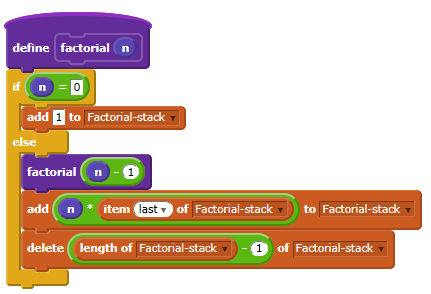 define factorial n
if n = 0
add 1 to Factorial-stack
else
factorial n - 1
add n * item last of Factorial-stack to Factorial-stack
delete length of Factorial-stack - 1 of Factorial-stack